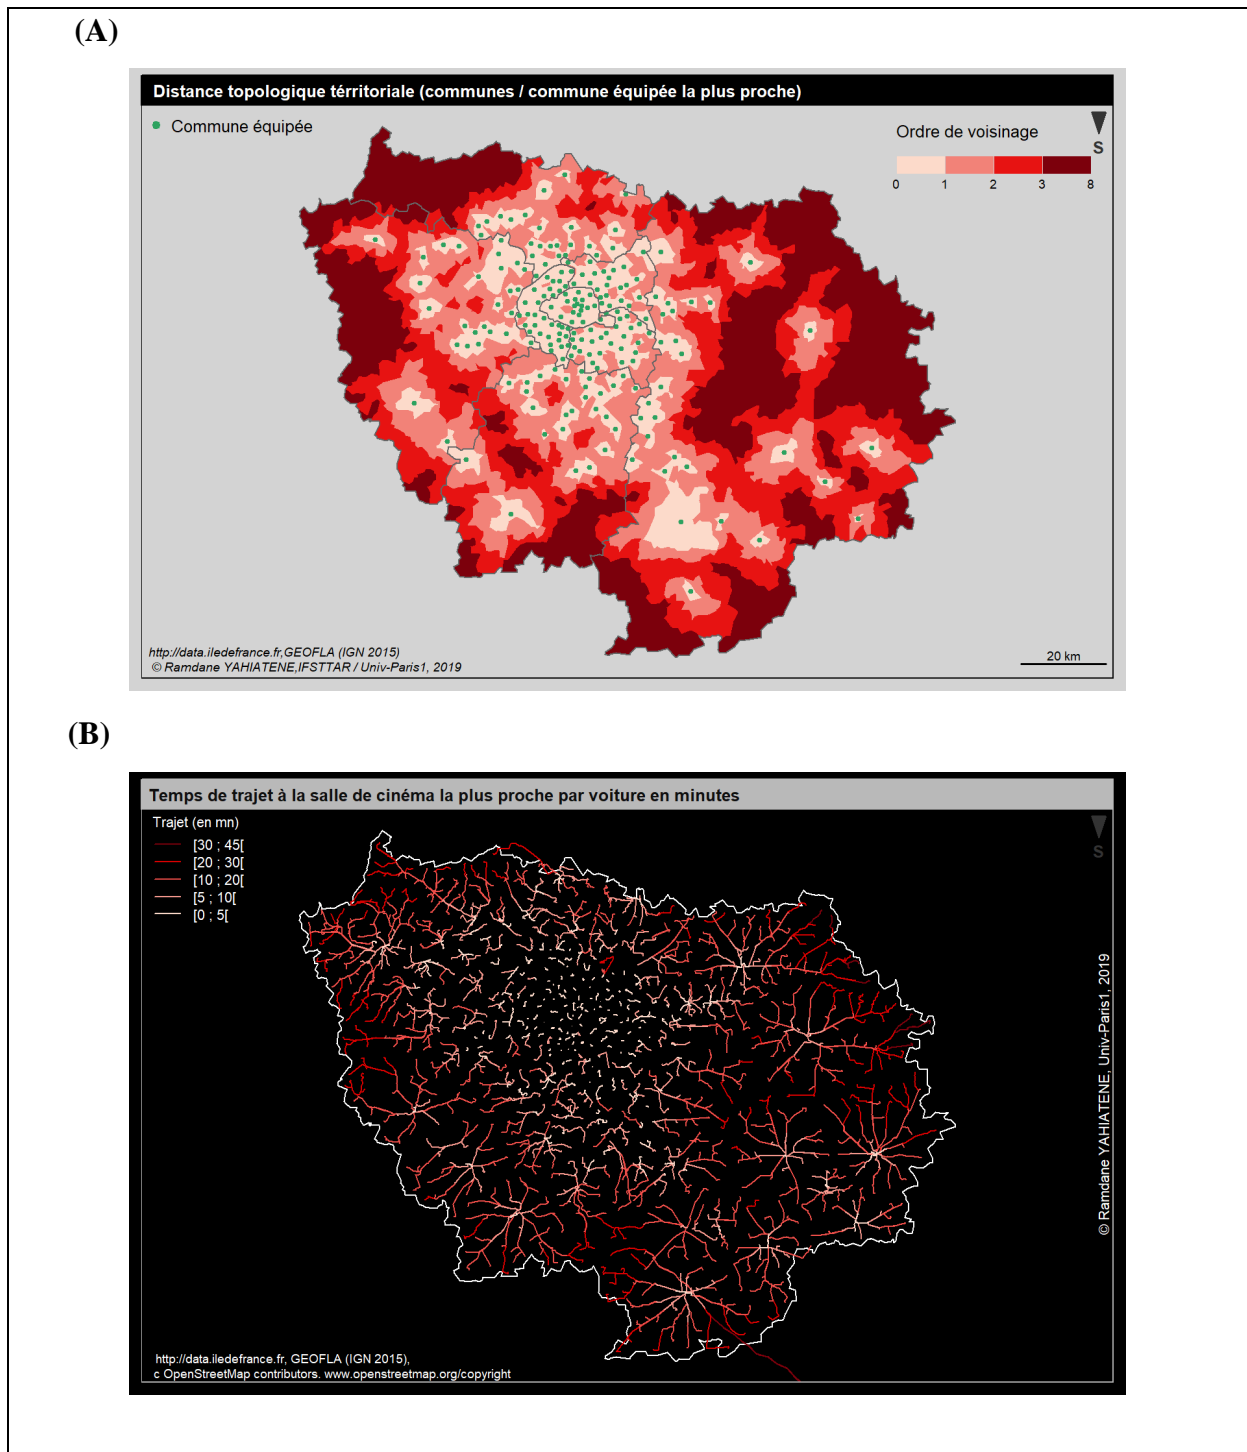 (A)
Distance topologique térritoriale (communes / commune équipée la plus proche)
Commune équipée
Ordre de voisinage
0 1 2 3 8
S
http://data.iledefrance.fr,GEOFLA (IGN 2015)
© Ramdane YAHIATENE,IFSTTAR / Univ-Paris1, 2019
20 km
(B)
Temps de trajet à la salle de cinéma la plus proche par voiture en minutes
Trajet (en mn)
[30 ; 45[
[20 ; 30[
[10 ; 20[
[5 ; 10[
[0 ; 5[
S
© Ramdane YAHIATENE, Univ-Paris1, 2019
http://data.iledefrance.fr, GEOFLA (IGN 2015),
c OpenStreetMap contributors. www.openstreetmap.org/copyright